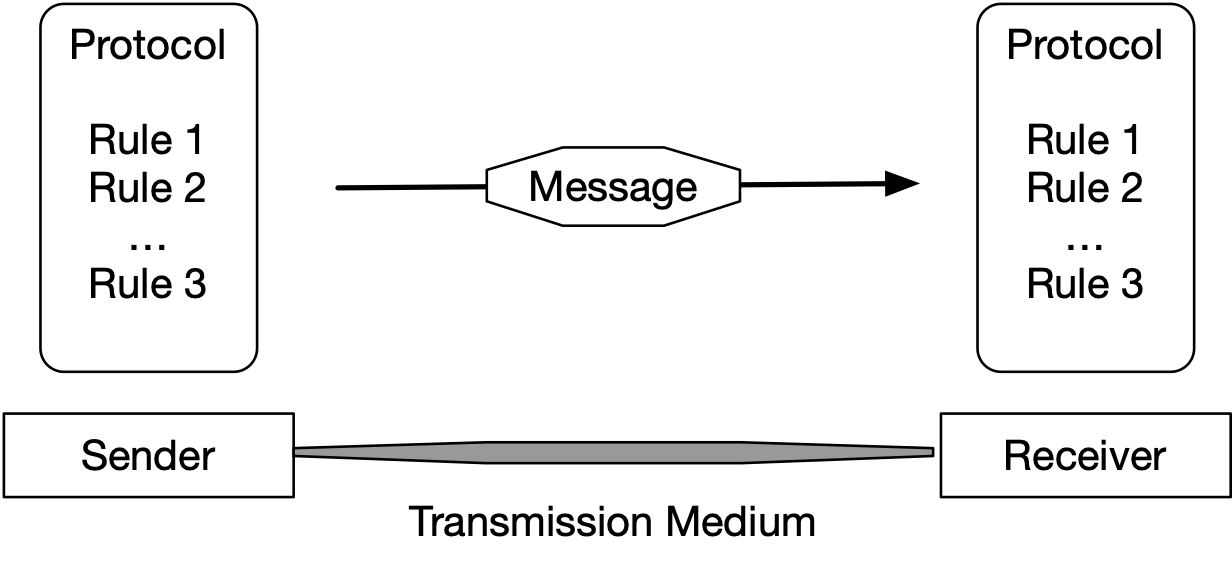 Protocol
Rule 1
Rule 2
...
Rule 3
Message
Protocol
Rule 1
Rule 2
...
Rule 3
Sender
Receiver
Transmission Medium